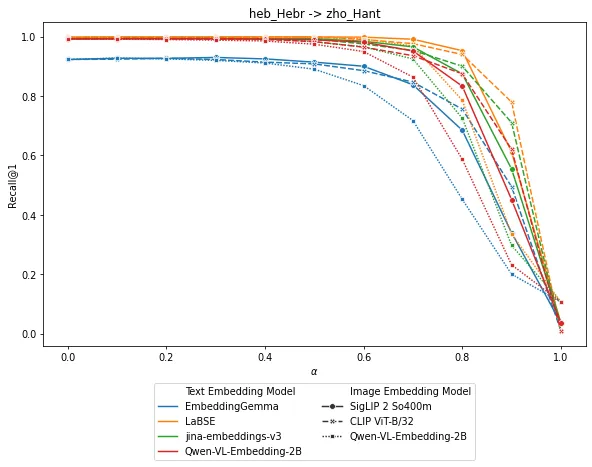 heb_Hebr -> zho_Hant
1.0
0.8
0.6
0.4
0.2
0.0
Recall@1
0.0 0.2 0.4 0.6 0.8 1.0
α
Text Embedding Model Image Embedding Model
EmbeddingGemma SigLIP 2 So400m
LaBSE CLIP ViT-B/32
jina-embeddings-v3 Qwen-VL-Embedding-2B
Qwen-VL-Embedding-2B